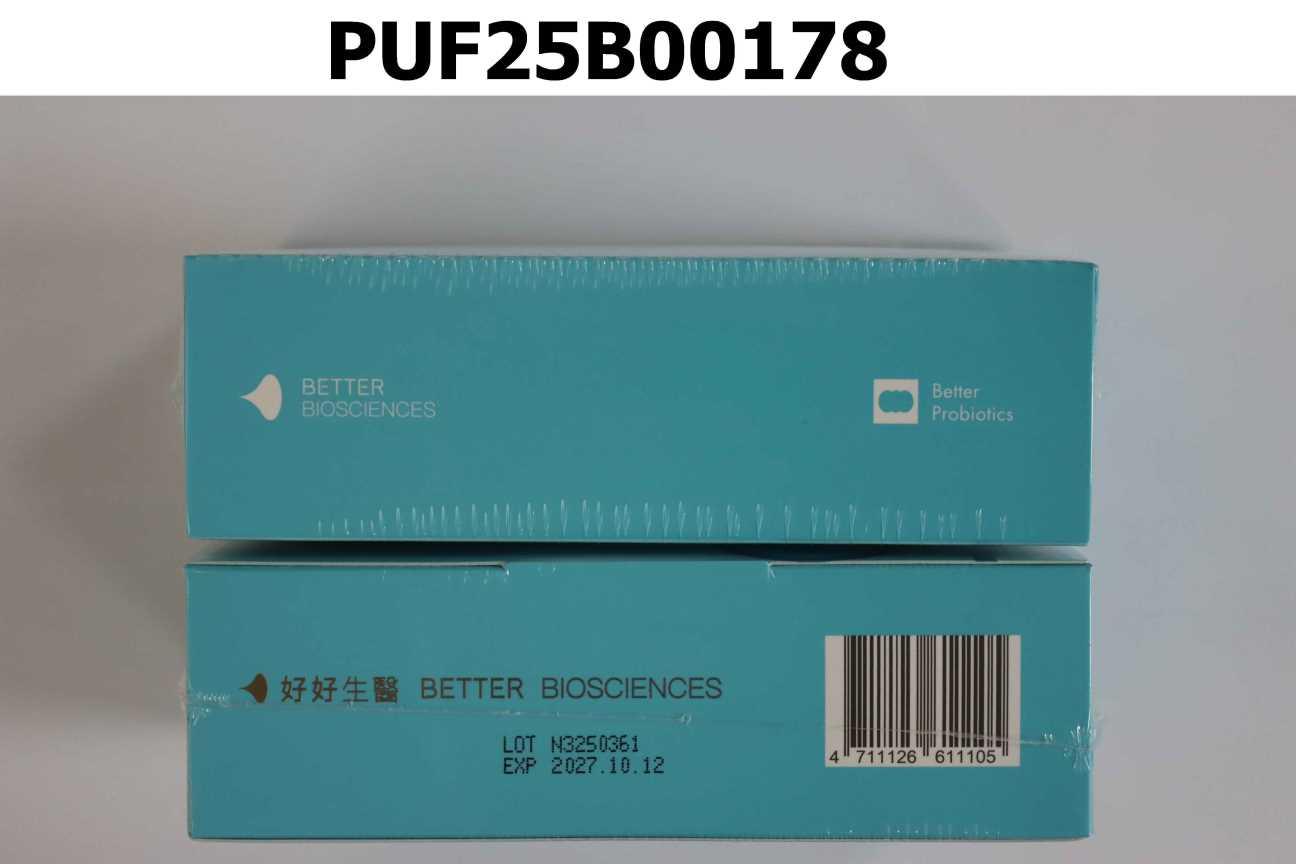 PUF25B00178
BETTER
BIOSCIENCES
Better
Probiotics
好好生醫 BETTER BIOSCIENCES
LOT N3250361
EXP 2027.10.12
4 711126 611105